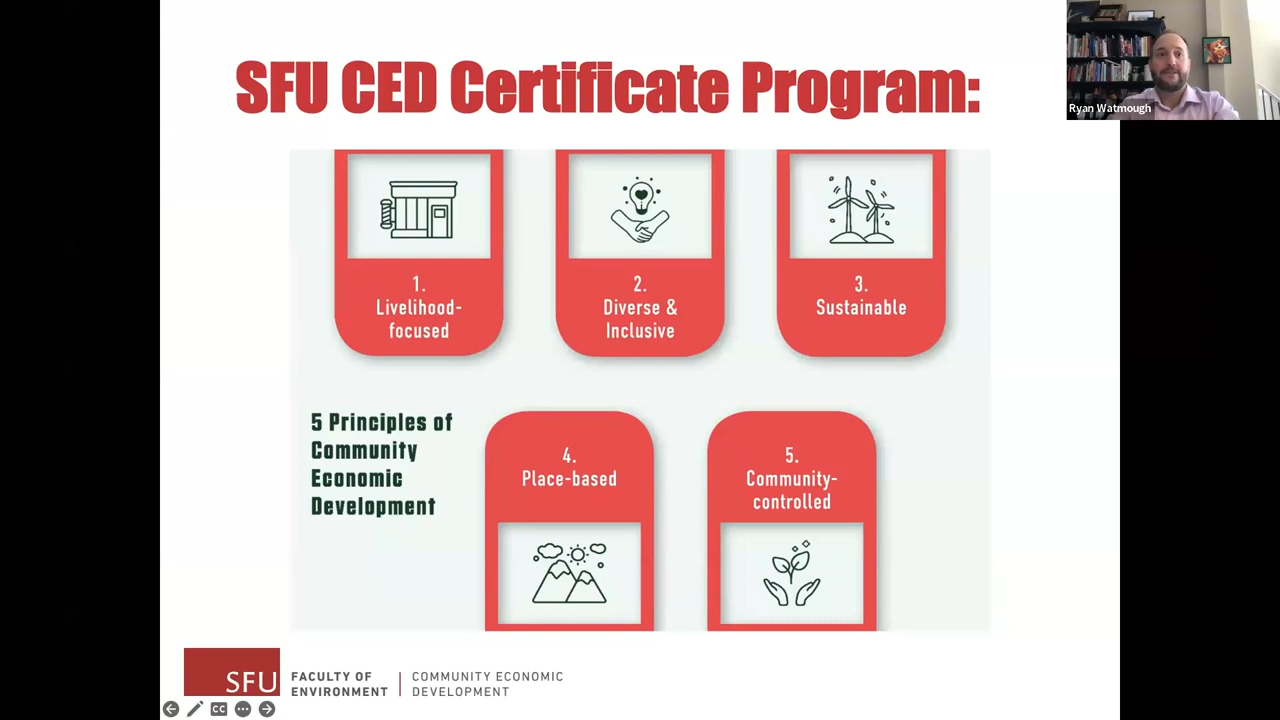 SFU CED Certificate Program:
Ryan Watmough
1.
Livelihood-
focused
2.
Diverse &
Inclusive
3.
Sustainable
5 Principles of
Community
Economic
Development
4.
Place-based
5.
Community-
controlled
SFU
FACULTY OF
ENVIRONMENT
COMMUNITY ECONOMIC
DEVELOPMENT
CC